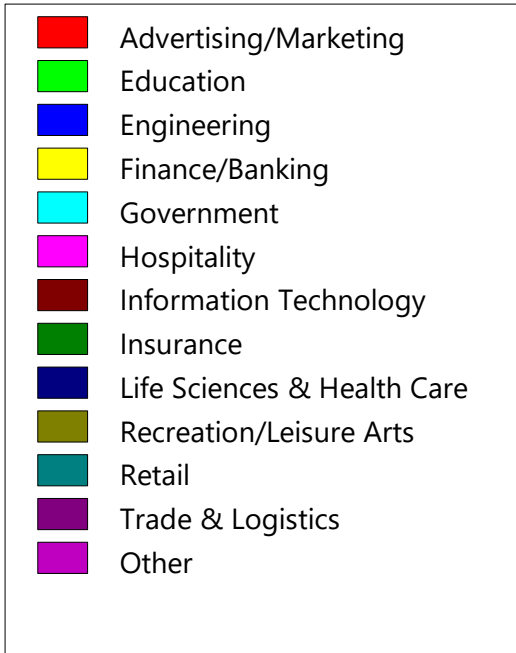 Advertising/Marketing
Education
Engineering
Finance/Banking
Government
Hospitality
Information Technology
Insurance
Life Sciences & Health Care
Recreation/Leisure Arts
Retail
Trade & Logistics
Other